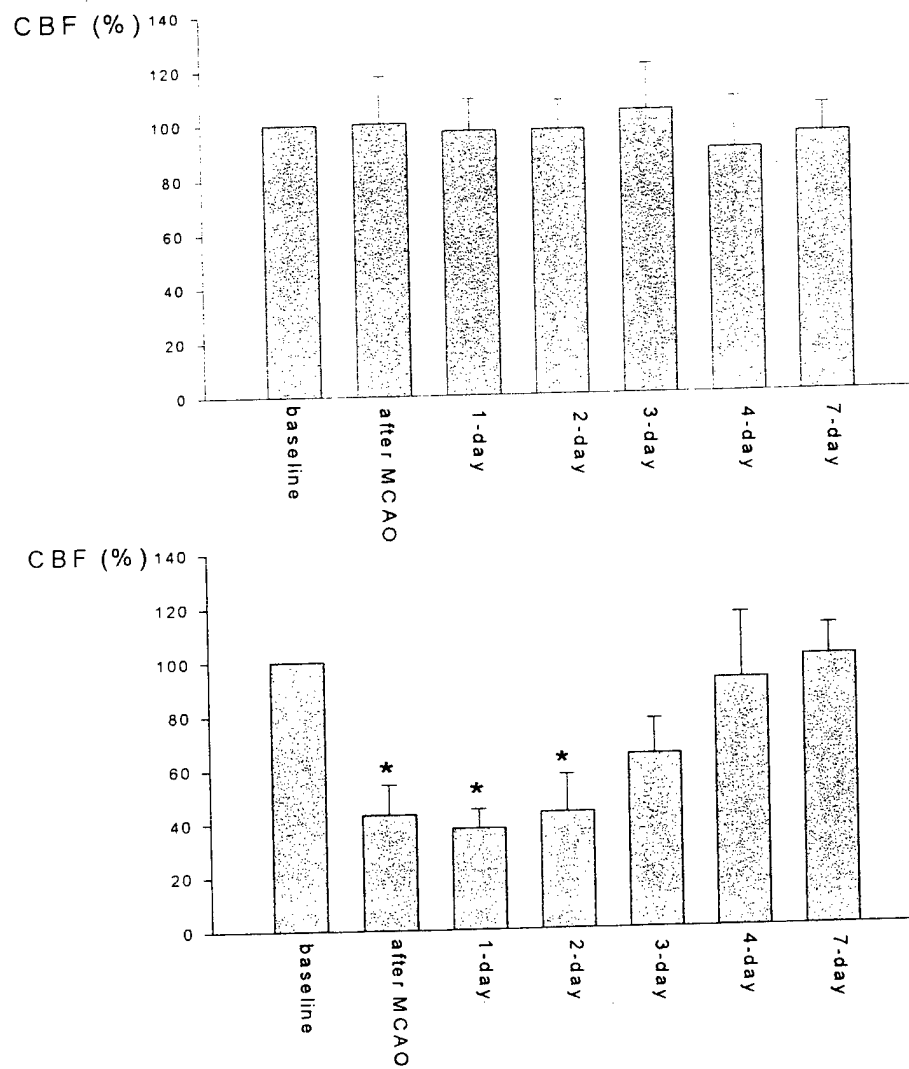 CBF (%)
140
120
100
80
60
40
20
0
baseline
after MCAO
1-day
2-day
3-day
4-day
7-day
CBF (%)
140
120
100
80
60
40
20
0
*
*
*
baseline
after MCAO
1-day
2-day
3-day
4-day
7-day